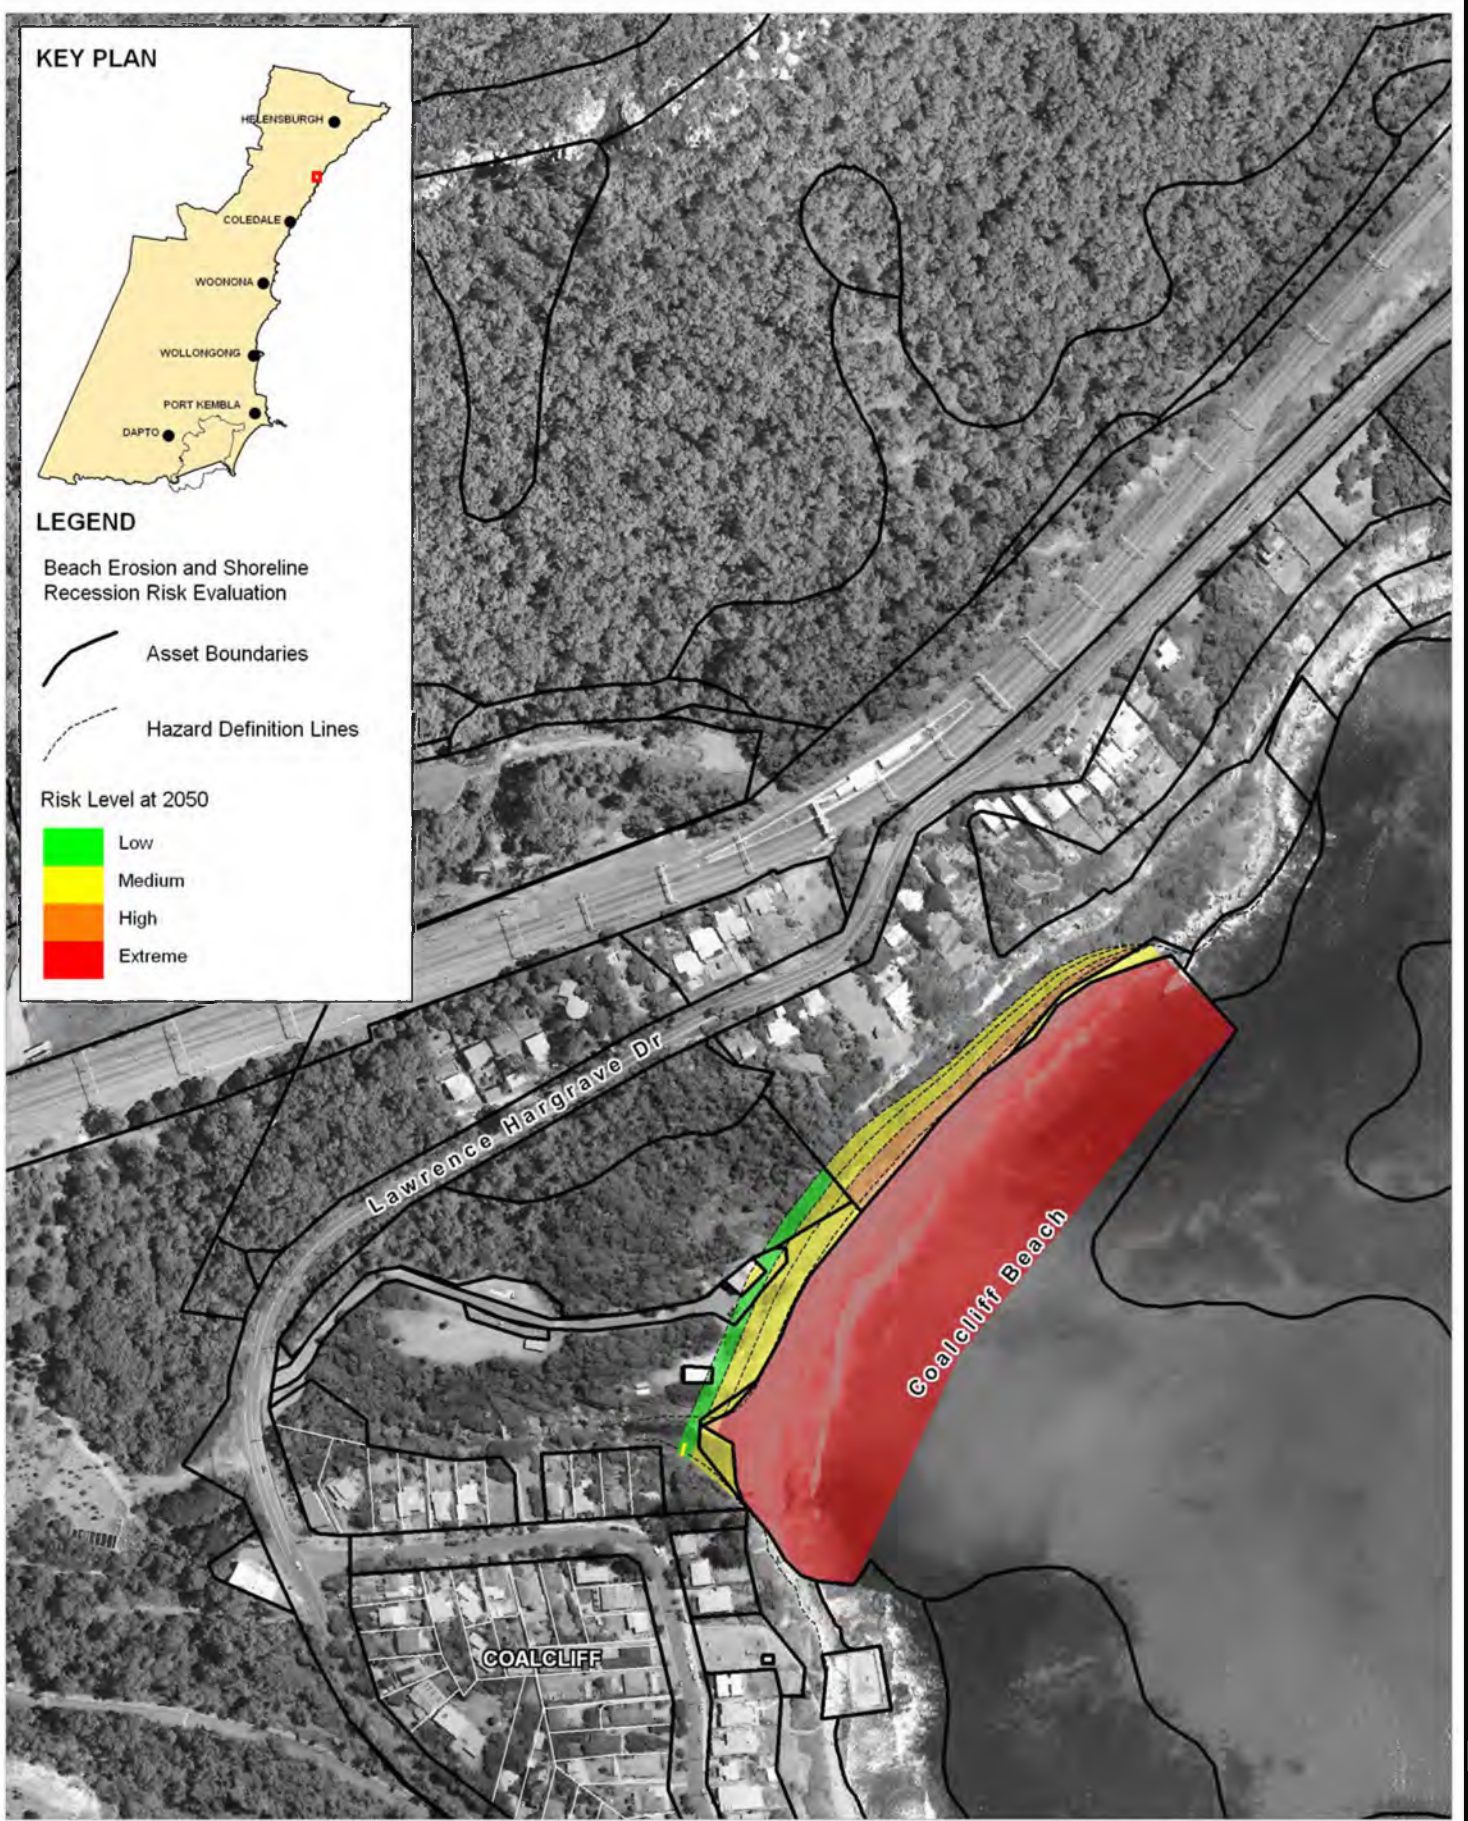 KEY PLAN
HELENSBURGH
COLEDALE
WOONONA
WOLLONGONG
PORT KEMBLA
DAPTO
LEGEND
Beach Erosion and Shoreline
Recession Risk Evaluation
Asset Boundaries
Hazard Definition Lines
Risk Level at 2050
Low
Medium
High
Extreme
Lawrence Hargrave Dr
Coalcliff Beach
COALCLIFF